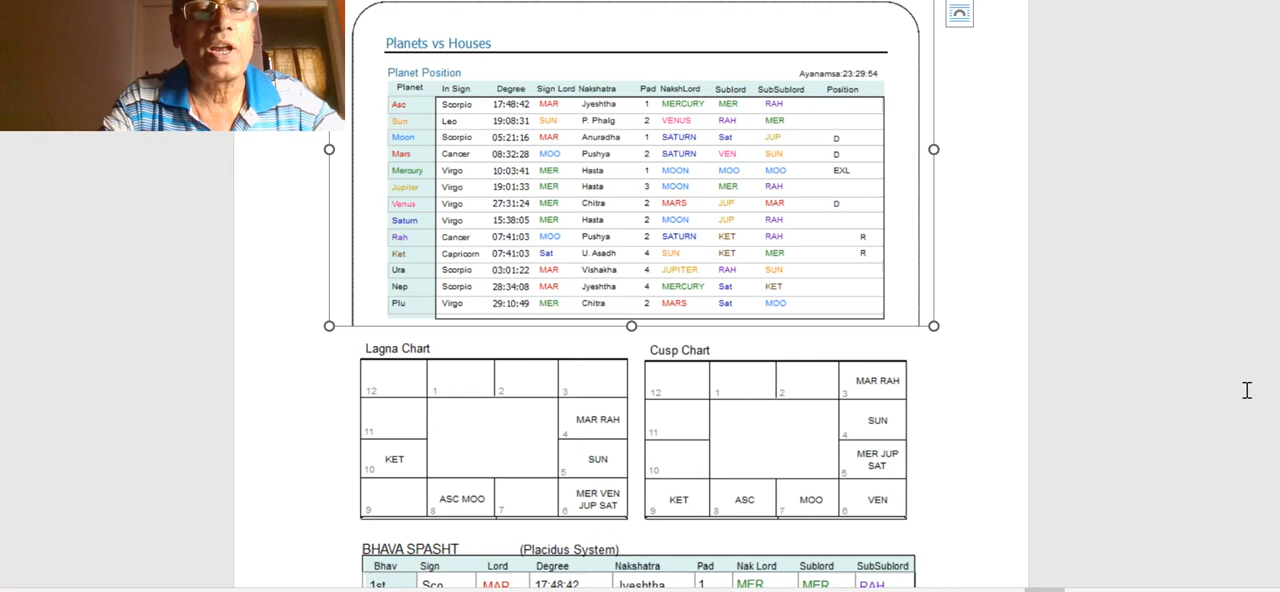 Planets vs Houses
Planet Position
Ayanamsa:23:29:54
Planet In Sign Degree Sign Lord Nakshatra Pad NakshLord Sublord SubSublord Position
Asc Scorpio 17:48:42 MAR Jyeshtha 1 MERCURY MER RAH
Sun Leo 19:08:31 SUN P. Phalg 2 VENUS RAH MER
Moon Scorpio 05:21:16 MAR Anuradha 1 SATURN Sat JUP D
Mars Cancer 08:32:28 MOO Pushya 2 SATURN VEN SUN D
Mercury Virgo 10:03:41 MER Hasta 1 MOON MOO MOO EXL
Jupiter Virgo 19:01:33 MER Hasta 3 MOON MER RAH
Venus Virgo 27:31:24 MER Chitra 2 MARS JUP MAR D
Saturn Virgo 15:38:05 MER Hasta 2 MOON JUP RAH
Rah Cancer 07:41:03 MOO Pushya 2 SATURN KET RAH R
Ket Capricorn 07:41:03 Sat U. Asadh 4 SUN KET MER R
Ura Scorpio 03:01:22 MAR Vishakha 4 JUPITER RAH SUN
Nep Scorpio 28:34:08 MAR Jyeshtha 4 MERCURY Sat KET
Plu Virgo 29:10:49 MER Chitra 2 MARS Sat MOO
Lagna Chart
12 1 2 3
MAR RAH
11 4
KET SUN
10 5
ASC MOO MER VEN
JUP SAT
9 8 7 6
Cusp Chart
MAR RAH
12 1 2 3
SUN
11 4
MER JUP
SAT
10 5
KET ASC MOO VEN
9 8 7 6
BHAVA SPASHT (Placidus System)
Bhav Sign Lord Degree Nakshatra Pad Nak Lord Sublord SubSublord
1st Sco MAR 17:48:42 Jyeshtha 1 MER MER RAH